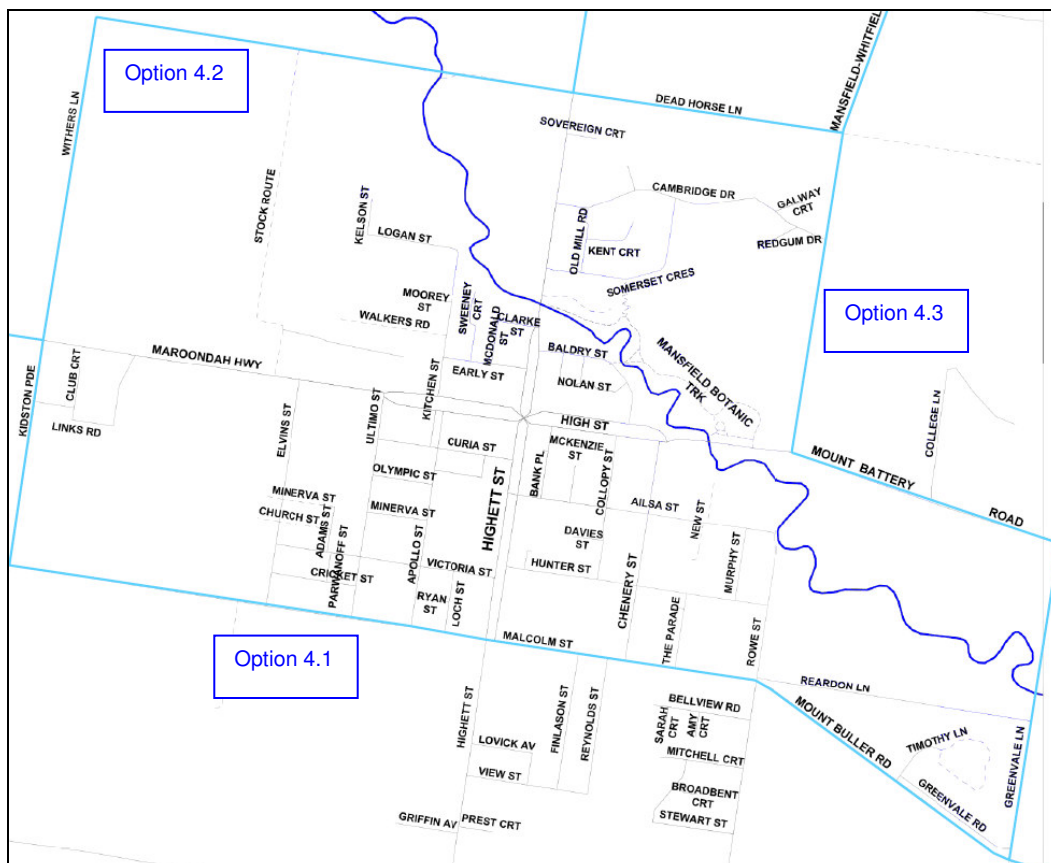 Option 4.2
MANSFIELD-WHITFIEL
DEAD HORSE LN
WITHERS LN
SOVEREIGN CRT
STOCK ROUTE
KELSON ST
CAMBRIDGE DR
GALWAY
CRT
OLD MILL RD
LOGAN ST
KENT CRT
REDGUM DR
SOMERSET CRES
MOOREY
ST
SWEENEY
CRT
MCDONALD
ST
CLARKE
ST
WALKERS RD
Option 4.3
MAROONDAH HWY
BALDRY ST
MANSFIELD BOTANIC
TRK
EARLY ST
NOLAN ST
KIDSTON PDE
CLUB CRT
LINKS RD
ELVINS ST
ULTIMO ST
KITCHEN ST
HIGH ST
COLLEGE LN
CURIA ST
MCKENZIE
ST
BANK PL
COLLOPY ST
MOUNT BATTERY
ROAD
OLYMPIC ST
HIGHETT ST
MINERVA ST
MINERVA ST
AILSA ST
NEW ST
CHURCH ST
ADAMS ST
DAVIES
ST
MURPHY ST
APOLLO ST
VICTORIA ST
HUNTER ST
CRICKET ST
PARWANOFF ST
RYAN
ST
LOCH ST
CHENERY ST
THE PARADE
ROWE ST
MALCOLM ST
Option 4.1
REARDON LN
HIGHETT ST
FINLASON ST
REYNOLDS ST
BELLVIEW RD
SARAH
CRT
AMY
CRT
MOUNT BULLER RD
LOVICK AV
MITCHELL CRT
TIMOTHY LN
GREENVALE LN
VIEW ST
BROADBENT
CRT
GREENVALE RD
GRIFFIN AV
PREST CRT
STEWART ST